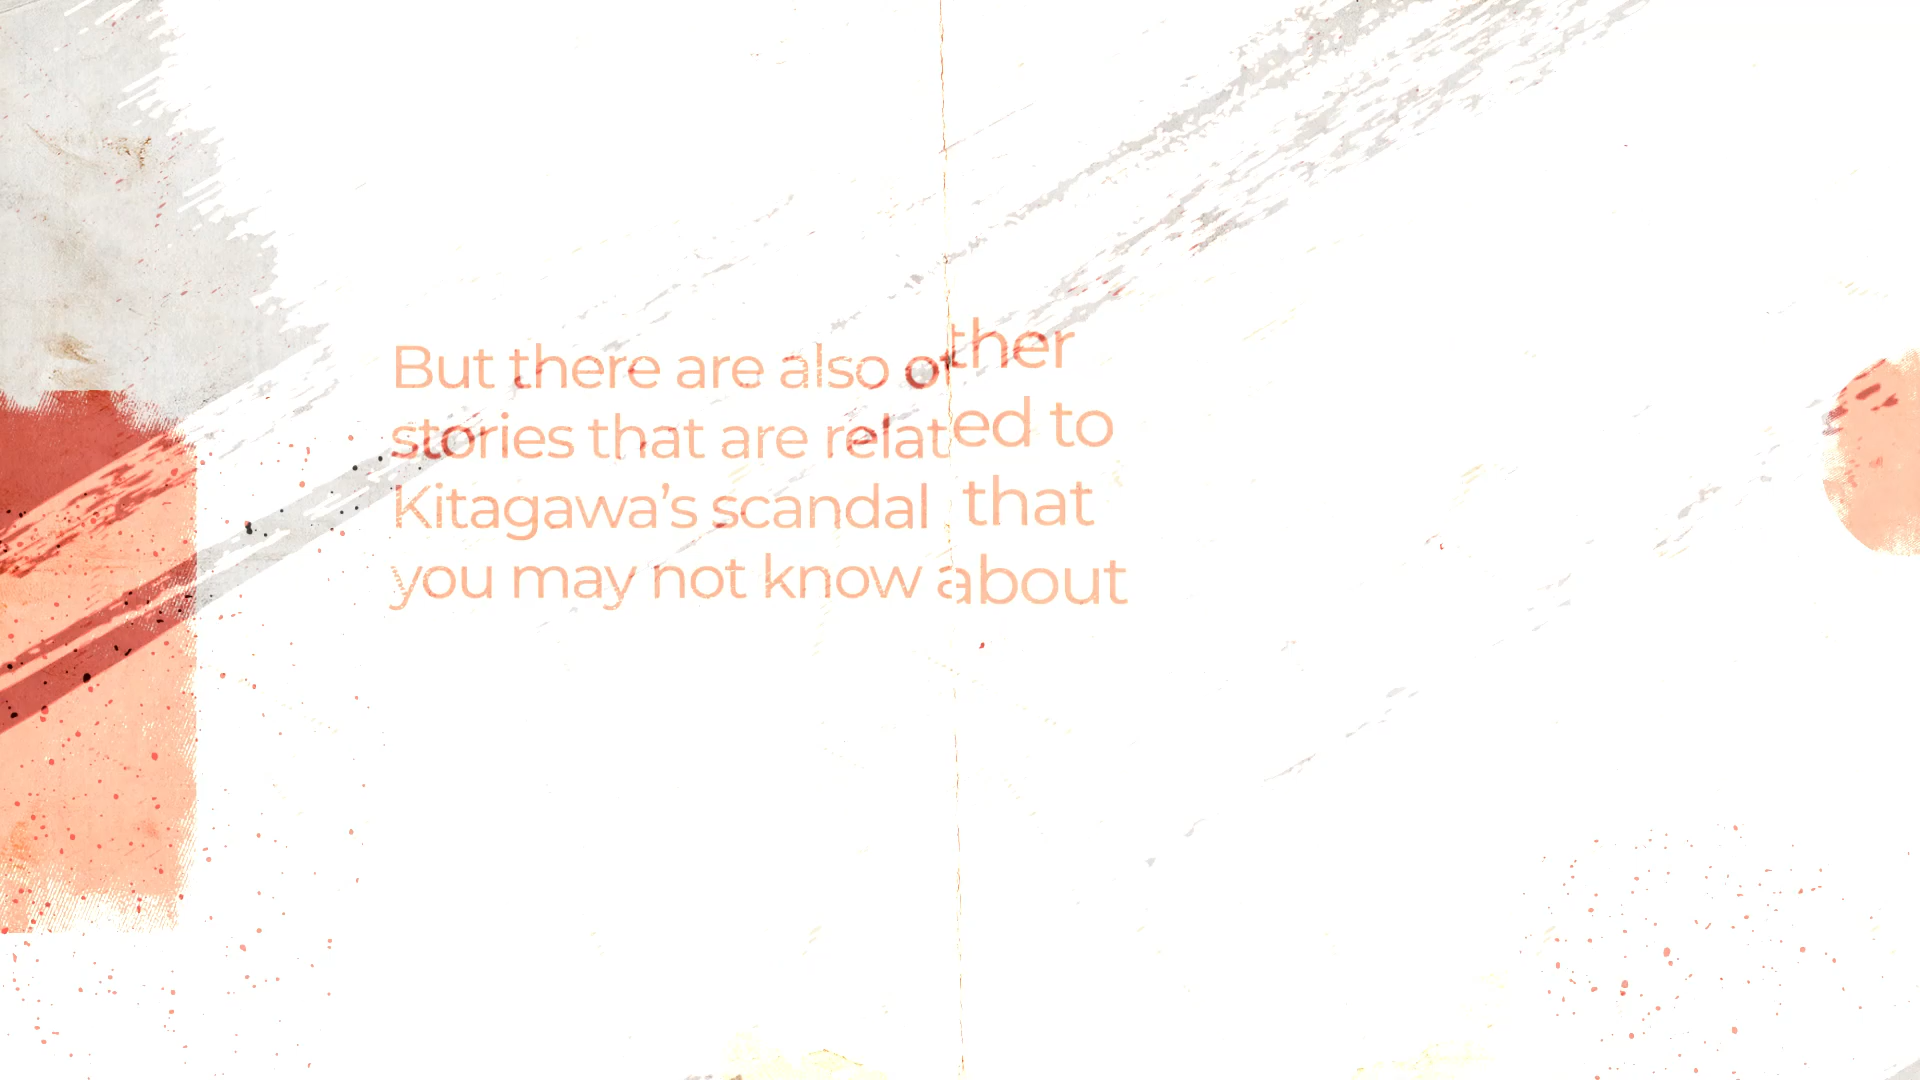 But there are also other
stories that are related to
Kitagawa’s scandal that
you may not know about